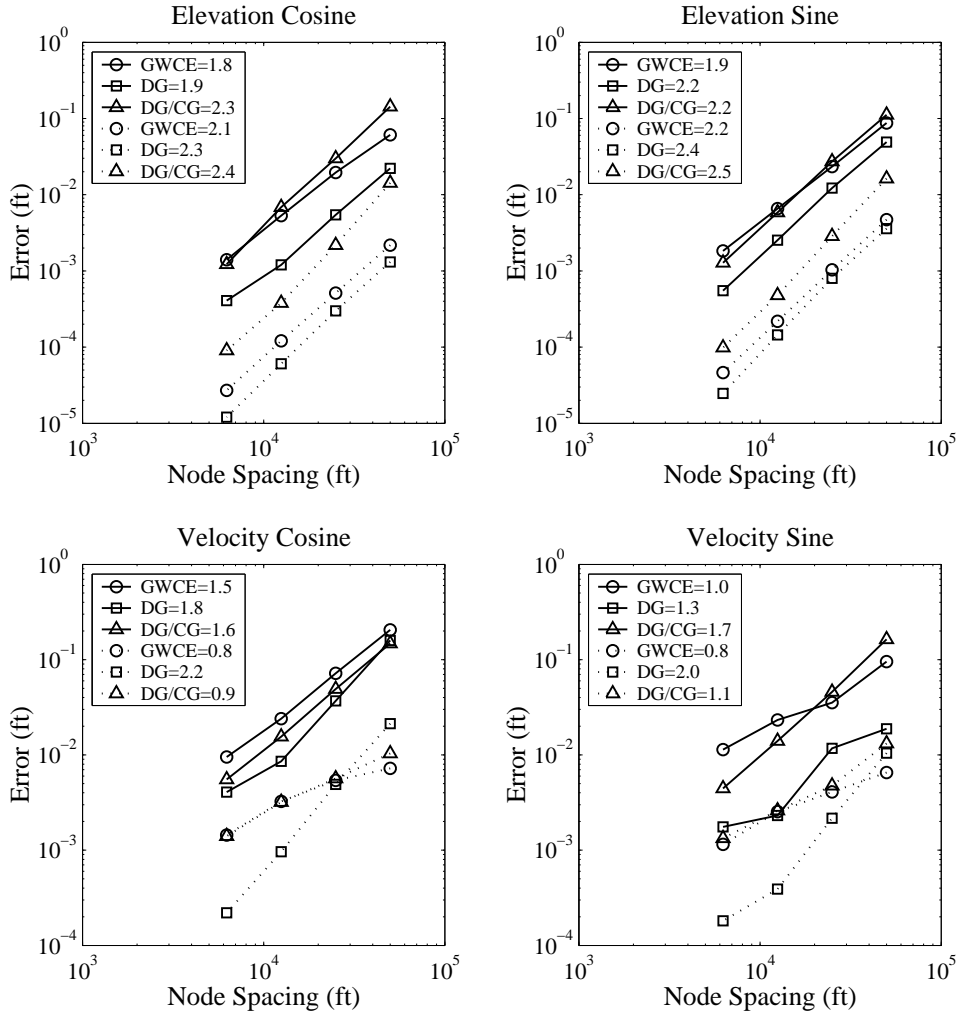 Elevation Cosine
10^0
10^-1
10^-2
10^-3
10^-4
10^-5
Error (ft)
GWCE=1.8
DG=1.9
DG/CG=2.3
GWCE=2.1
DG=2.3
DG/CG=2.4
10^3
10^4
10^5
Node Spacing (ft)
Elevation Sine
10^0
10^-1
10^-2
10^-3
10^-4
10^-5
Error (ft)
GWCE=1.9
DG=2.2
DG/CG=2.2
GWCE=2.2
DG=2.4
DG/CG=2.5
10^3
10^4
10^5
Node Spacing (ft)
Velocity Cosine
10^0
10^-1
10^-2
10^-3
10^-4
Error (ft)
GWCE=1.5
DG=1.8
DG/CG=1.6
GWCE=0.8
DG=2.2
DG/CG=0.9
10^3
10^4
10^5
Node Spacing (ft)
Velocity Sine
10^0
10^-1
10^-2
10^-3
10^-4
Error (ft)
GWCE=1.0
DG=1.3
DG/CG=1.7
GWCE=0.8
DG=2.0
DG/CG=1.1
10^3
10^4
10^5
Node Spacing (ft)